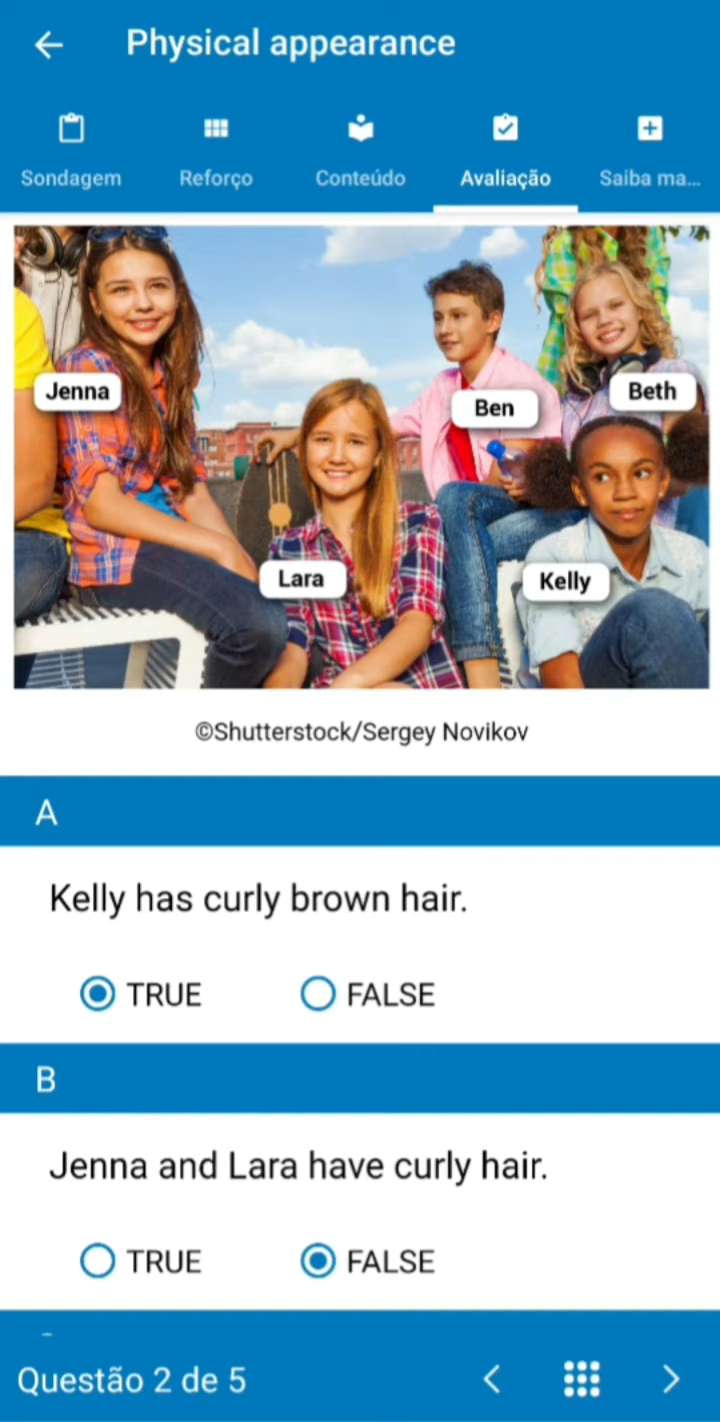 Physical appearance
Sondagem Reforço Conteúdo Avaliação Saiba ma...
Jenna
Ben
Beth
Lara
Kelly
©Shutterstock/Sergey Novikov
A
Kelly has curly brown hair.
TRUE FALSE
B
Jenna and Lara have curly hair.
TRUE FALSE
Questão 2 de 5